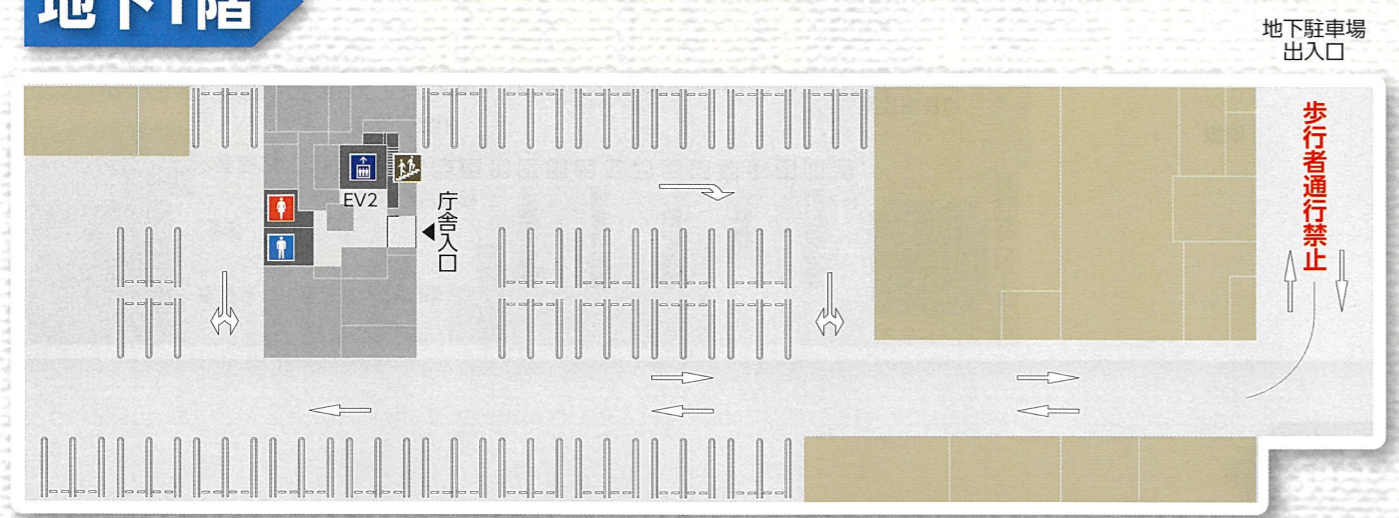 地下1階
地下駐車場
出入口
歩行者通行禁止
EV2
庁舎入口